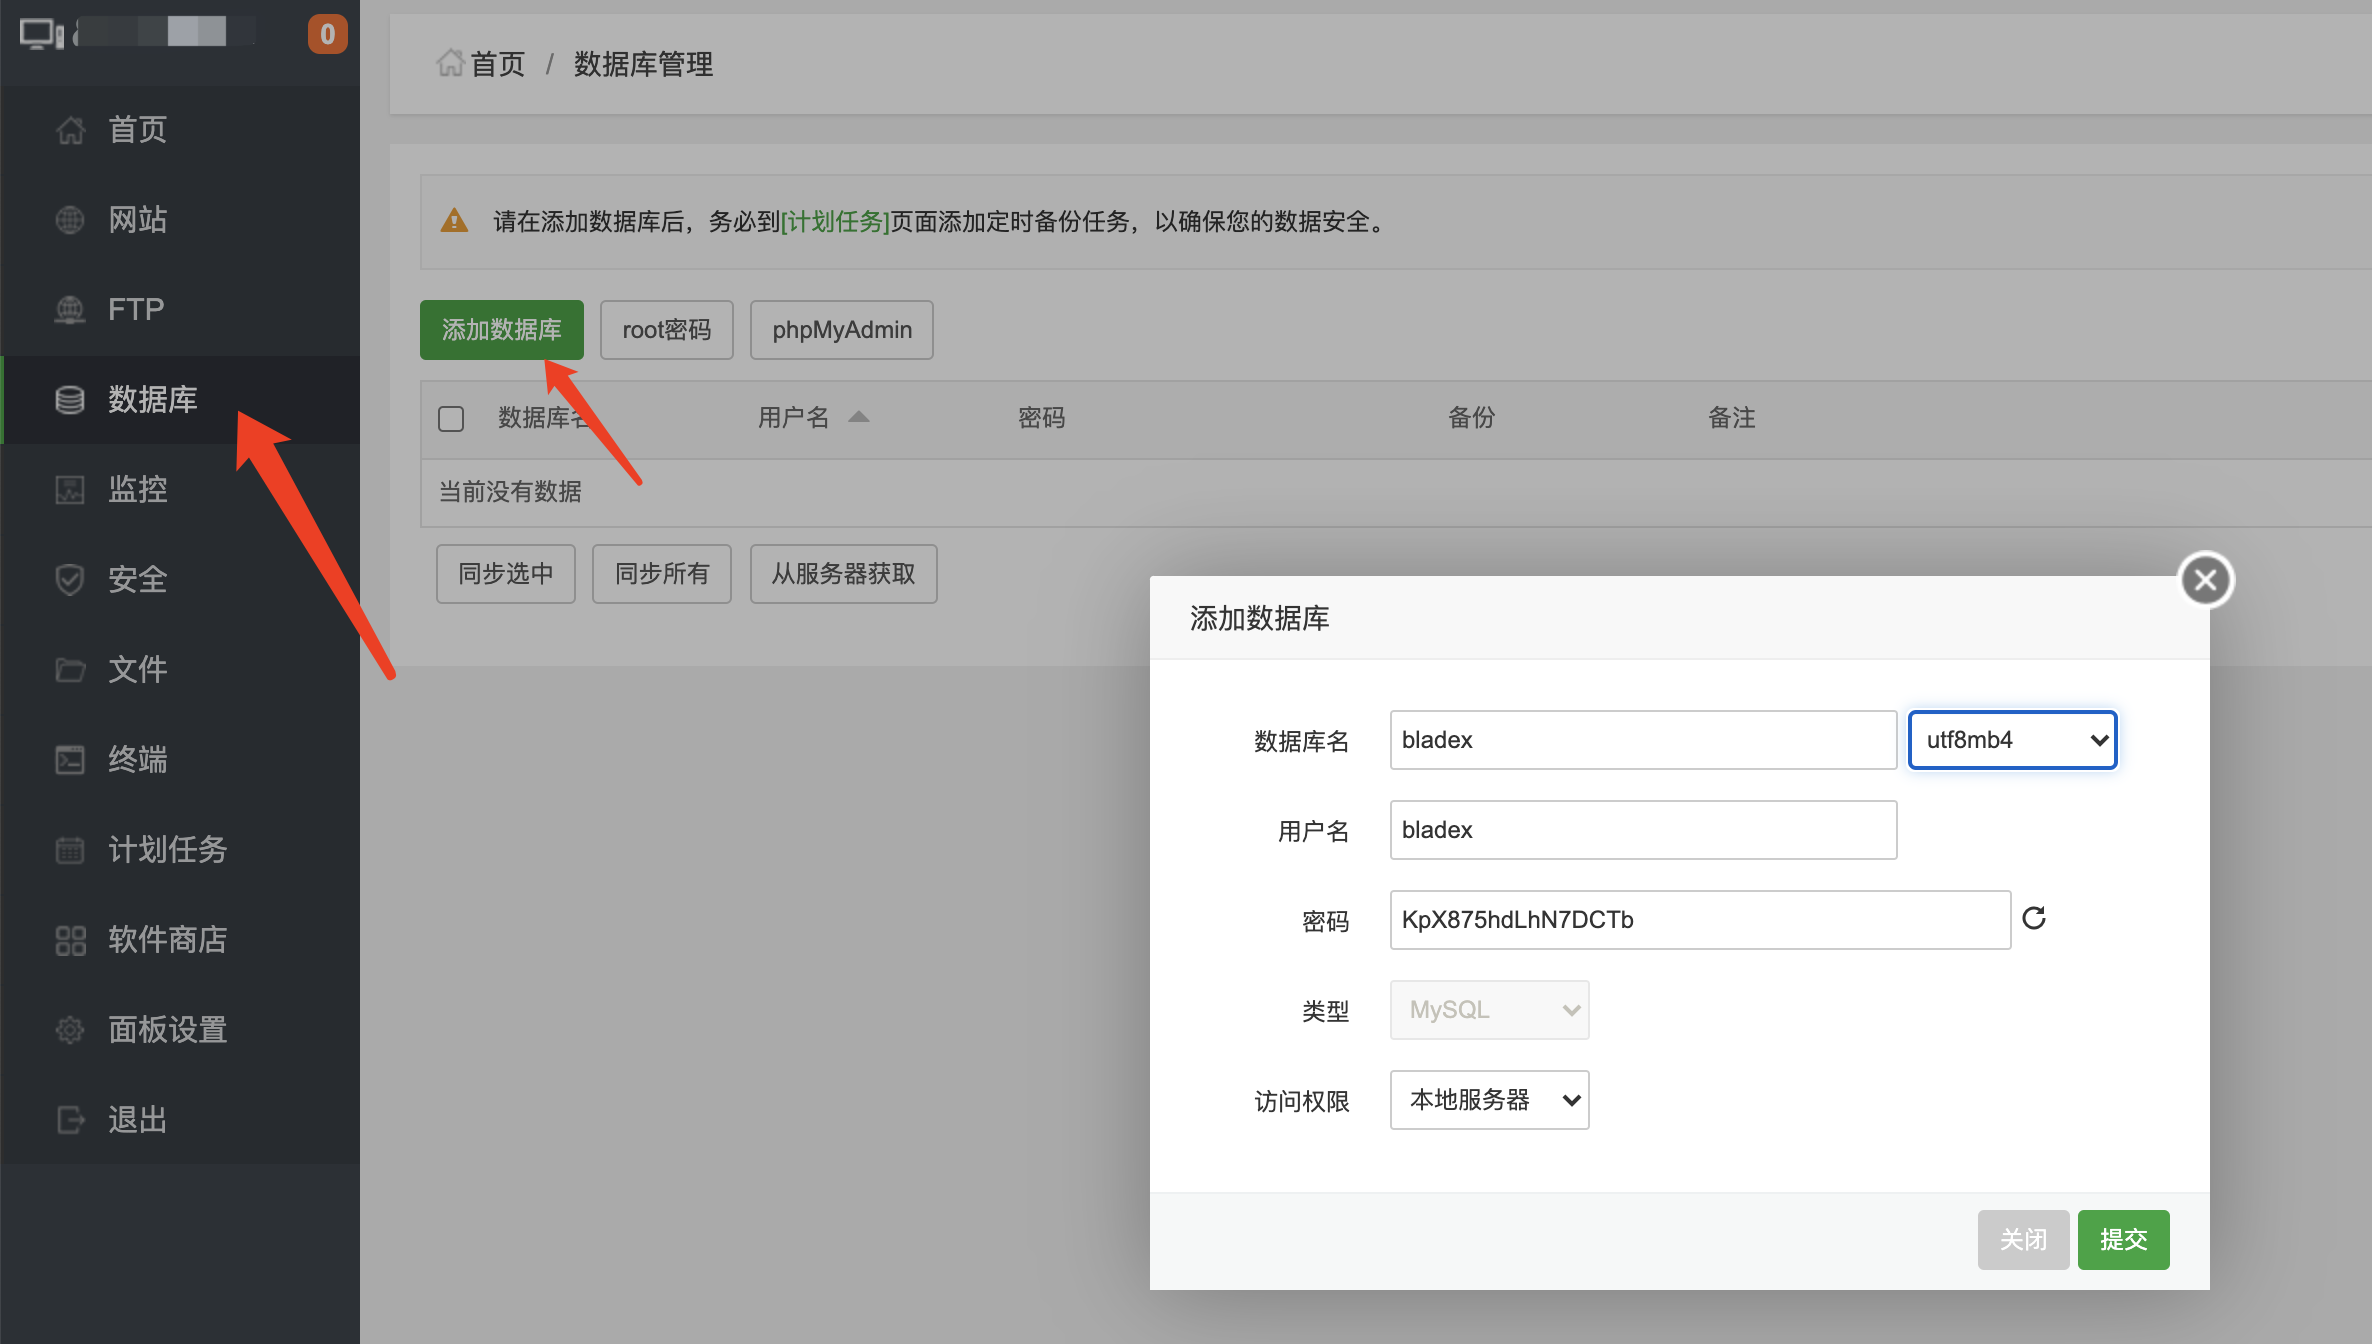 0
首页
网站
FTP
数据库
监控
安全
文件
终端
计划任务
软件商店
面板设置
退出
首页 / 数据库管理
请在添加数据库后，务必到[计划任务]页面添加定时备份任务，以确保您的数据安全。
添加数据库 root密码 phpMyAdmin
数据库名 用户名 密码 备份 备注
当前没有数据
同步选中 同步所有 从服务器获取
添加数据库
数据库名 bladex utf8mb4
用户名 bladex
密码 KpX875hdLhN7DCTb
类型 MySQL
访问权限 本地服务器
关闭 提交